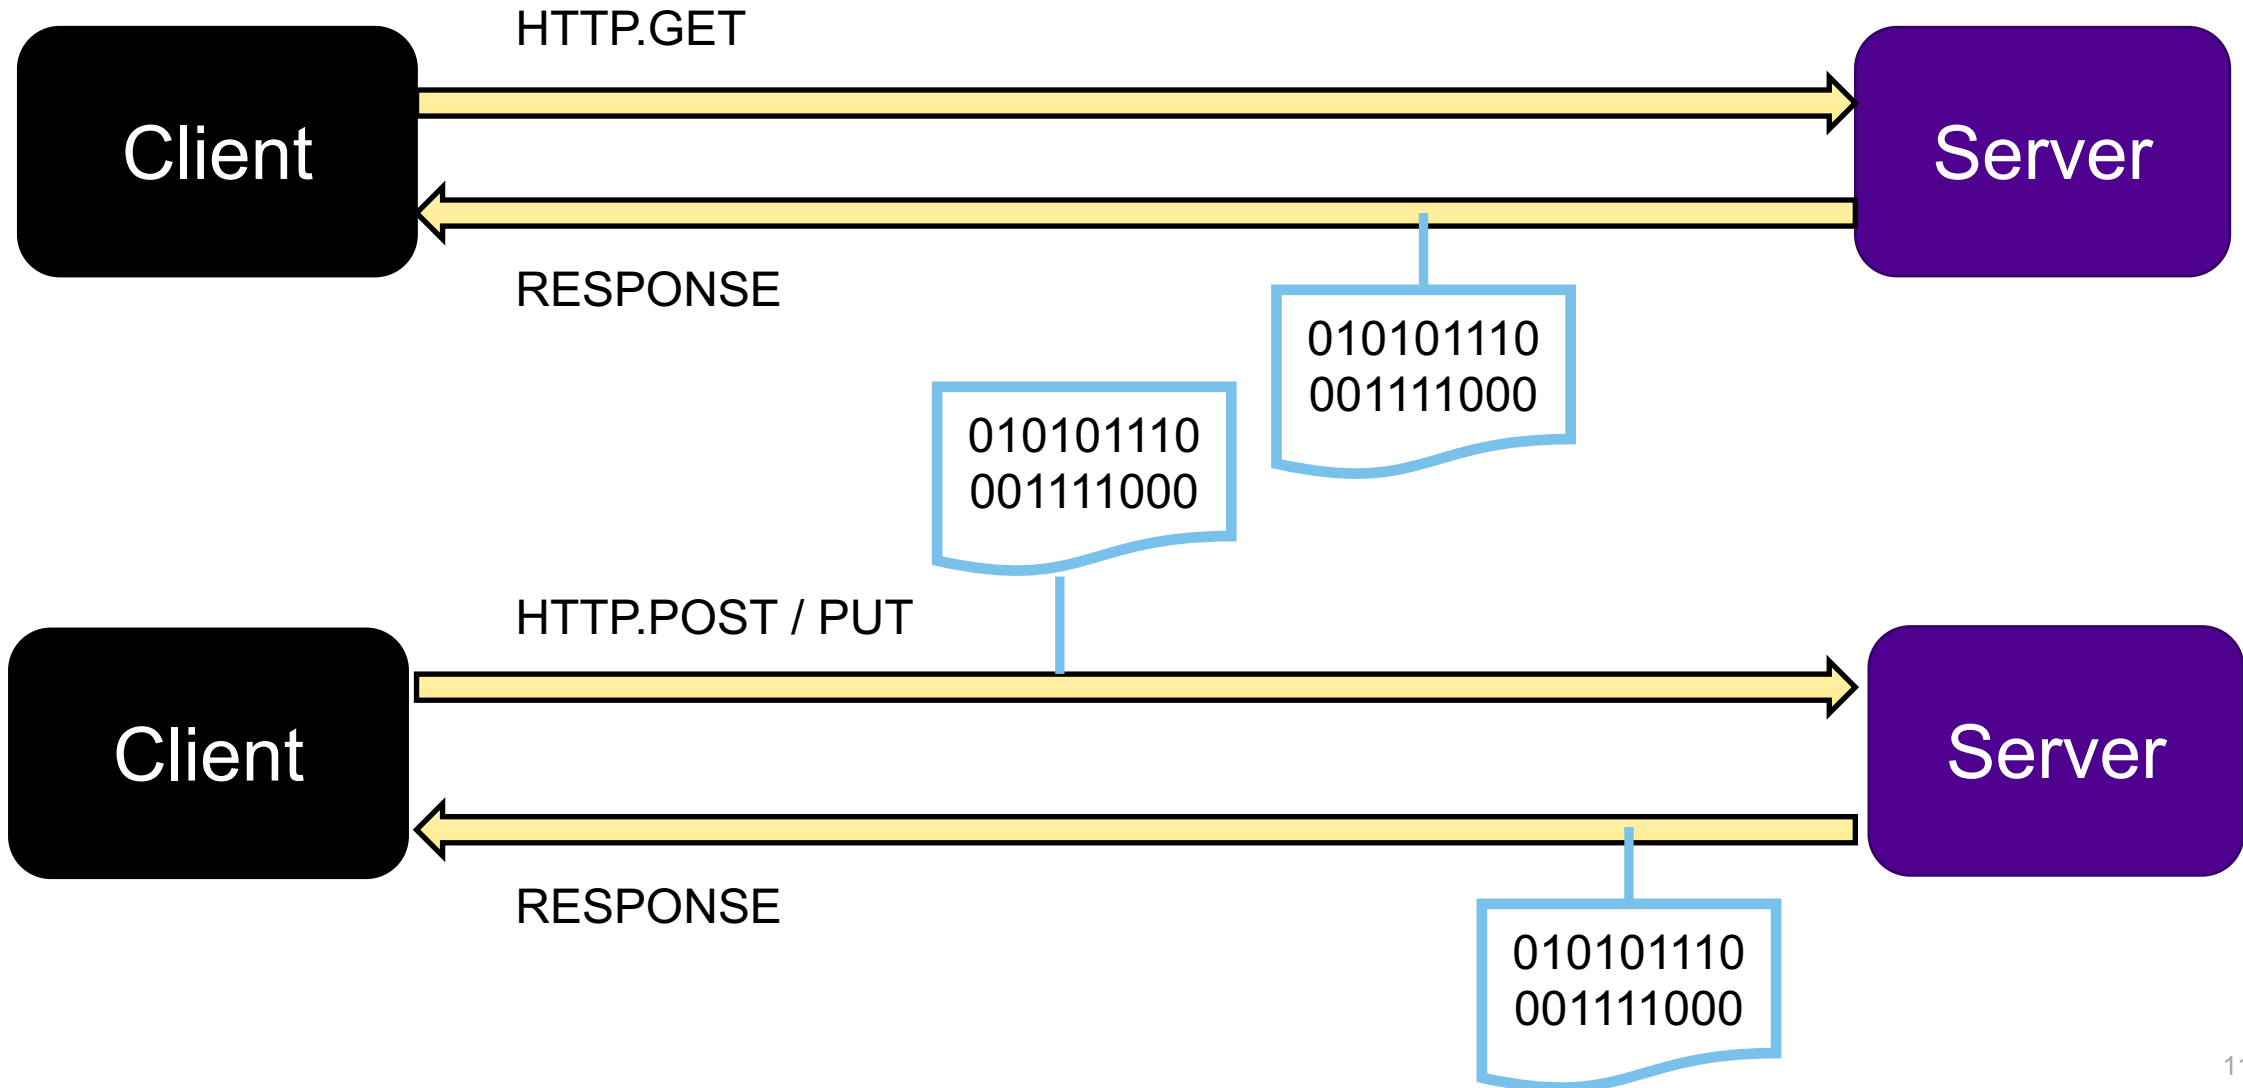 HTTP.GET
Client
Server
RESPONSE
010101110
001111000
010101110
001111000
HTTP.POST / PUT
Client
Server
RESPONSE
010101110
001111000